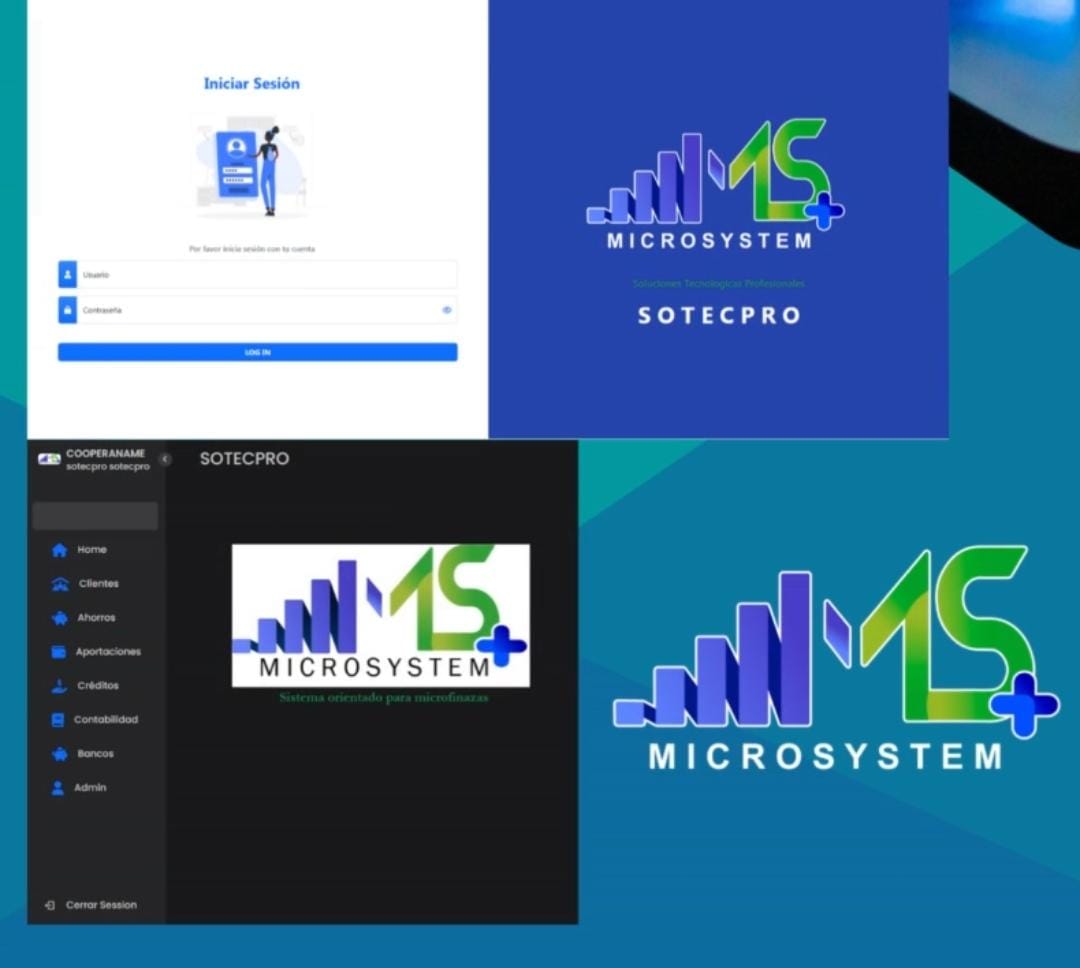 Iniciar Sesión
Por favor inicia sesión con tu cuenta
Usuario
Contraseña
LOG IN
MS
MICROSYSTEM
Soluciones Tecnologicas Profesionales
SOTECPRO
COOPERANAME
sotecpro sotecpro
SOTECPRO
Home
Clientes
Ahorros
Aportaciones
Créditos
Contabilidad
Bancos
Admin
Cerrar Session
MS
MICROSYSTEM
Sistema orientado para microfinazas
MS
MICROSYSTEM